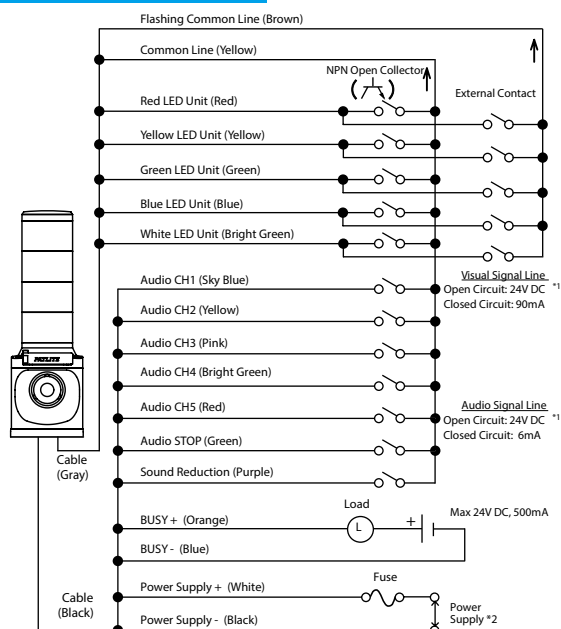 Flashing Common Line (Brown)
Common Line (Yellow)
NPN Open Collector
External Contact
Red LED Unit (Red)
Yellow LED Unit (Yellow)
Green LED Unit (Green)
Blue LED Unit (Blue)
White LED Unit (Bright Green)
Visual Signal Line
Open Circuit: 24V DC *1
Closed Circuit: 90mA
Audio CH1 (Sky Blue)
Audio CH2 (Yellow)
Audio CH3 (Pink)
Audio CH4 (Bright Green)
Audio CH5 (Red)
Audio Signal Line
Open Circuit: 24V DC *1
Closed Circuit: 6mA
Audio STOP (Green)
Sound Reduction (Purple)
PATLITE
Cable
(Gray)
Load
L
+
Max 24V DC, 500mA
BUSY + (Orange)
BUSY - (Blue)
Cable
(Black)
Power Supply + (White)
Fuse
Power
Supply *2
Power Supply - (Black)